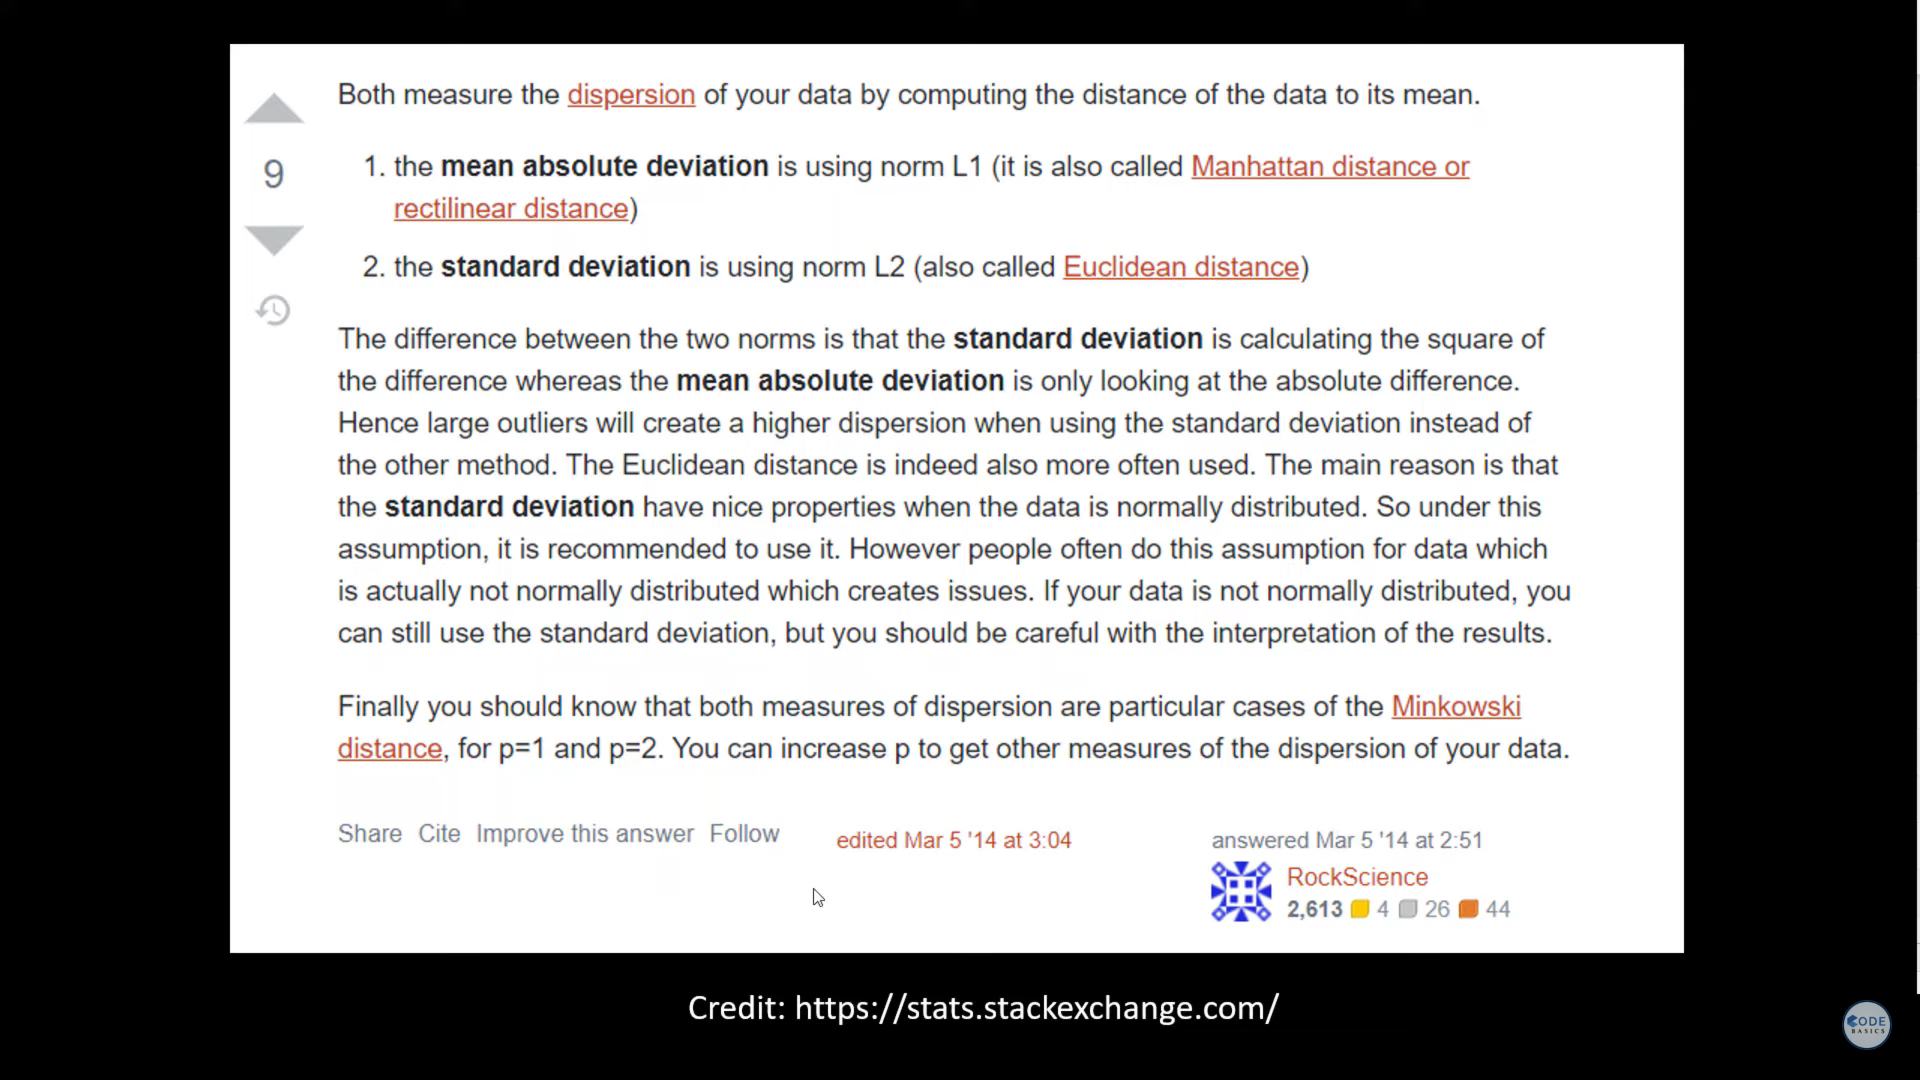 Both measure the dispersion of your data by computing the distance of the data to its mean.
9
1. the mean absolute deviation is using norm L1 (it is also called Manhattan distance or
rectilinear distance)
2. the standard deviation is using norm L2 (also called Euclidean distance)
The difference between the two norms is that the standard deviation is calculating the square of
the difference whereas the mean absolute deviation is only looking at the absolute difference.
Hence large outliers will create a higher dispersion when using the standard deviation instead of
the other method. The Euclidean distance is indeed also more often used. The main reason is that
the standard deviation have nice properties when the data is normally distributed. So under this
assumption, it is recommended to use it. However people often do this assumption for data which
is actually not normally distributed which creates issues. If your data is not normally distributed, you
can still use the standard deviation, but you should be careful with the interpretation of the results.
Finally you should know that both measures of dispersion are particular cases of the Minkowski
distance, for p=1 and p=2. You can increase p to get other measures of the dispersion of your data.
Share Cite Improve this answer Follow
edited Mar 5 '14 at 3:04
answered Mar 5 '14 at 2:51
RockScience
2,613 4 26 44
Credit: https://stats.stackexchange.com/
CODE
BASICS